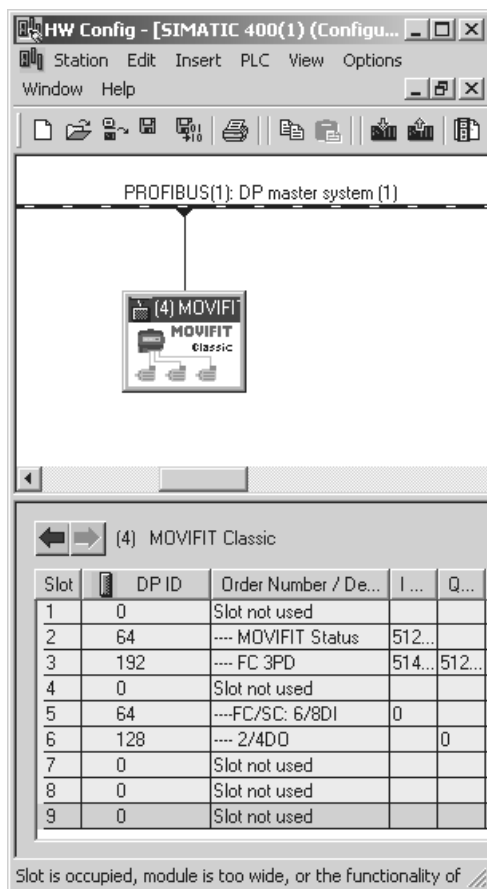 HW Config - [SIMATIC 400(1) (Configu...
Station Edit Insert PLC View Options
Window Help
PROFIBUS(1): DP master system (1)
(4) MOVIFI
MOVIFIT
Classic
(4) MOVIFIT Classic
Slot DP ID Order Number / De... I ... Q...
1 0 Slot not used
2 64 ---- MOVIFIT Status 512...
3 192 ---- FC 3PD 514... 512...
4 0 Slot not used
5 64 ----FC/SC: 6/8DI 0
6 128 ---- 2/4DO 0
7 0 Slot not used
8 0 Slot not used
9 0 Slot not used
Slot is occupied, module is too wide, or the functionality of